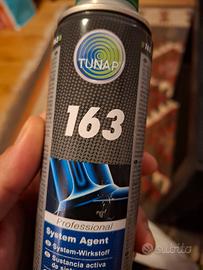 TUNAP
163
Professional
System Agent
System-Wirkstoff
Sustancia activa
subito